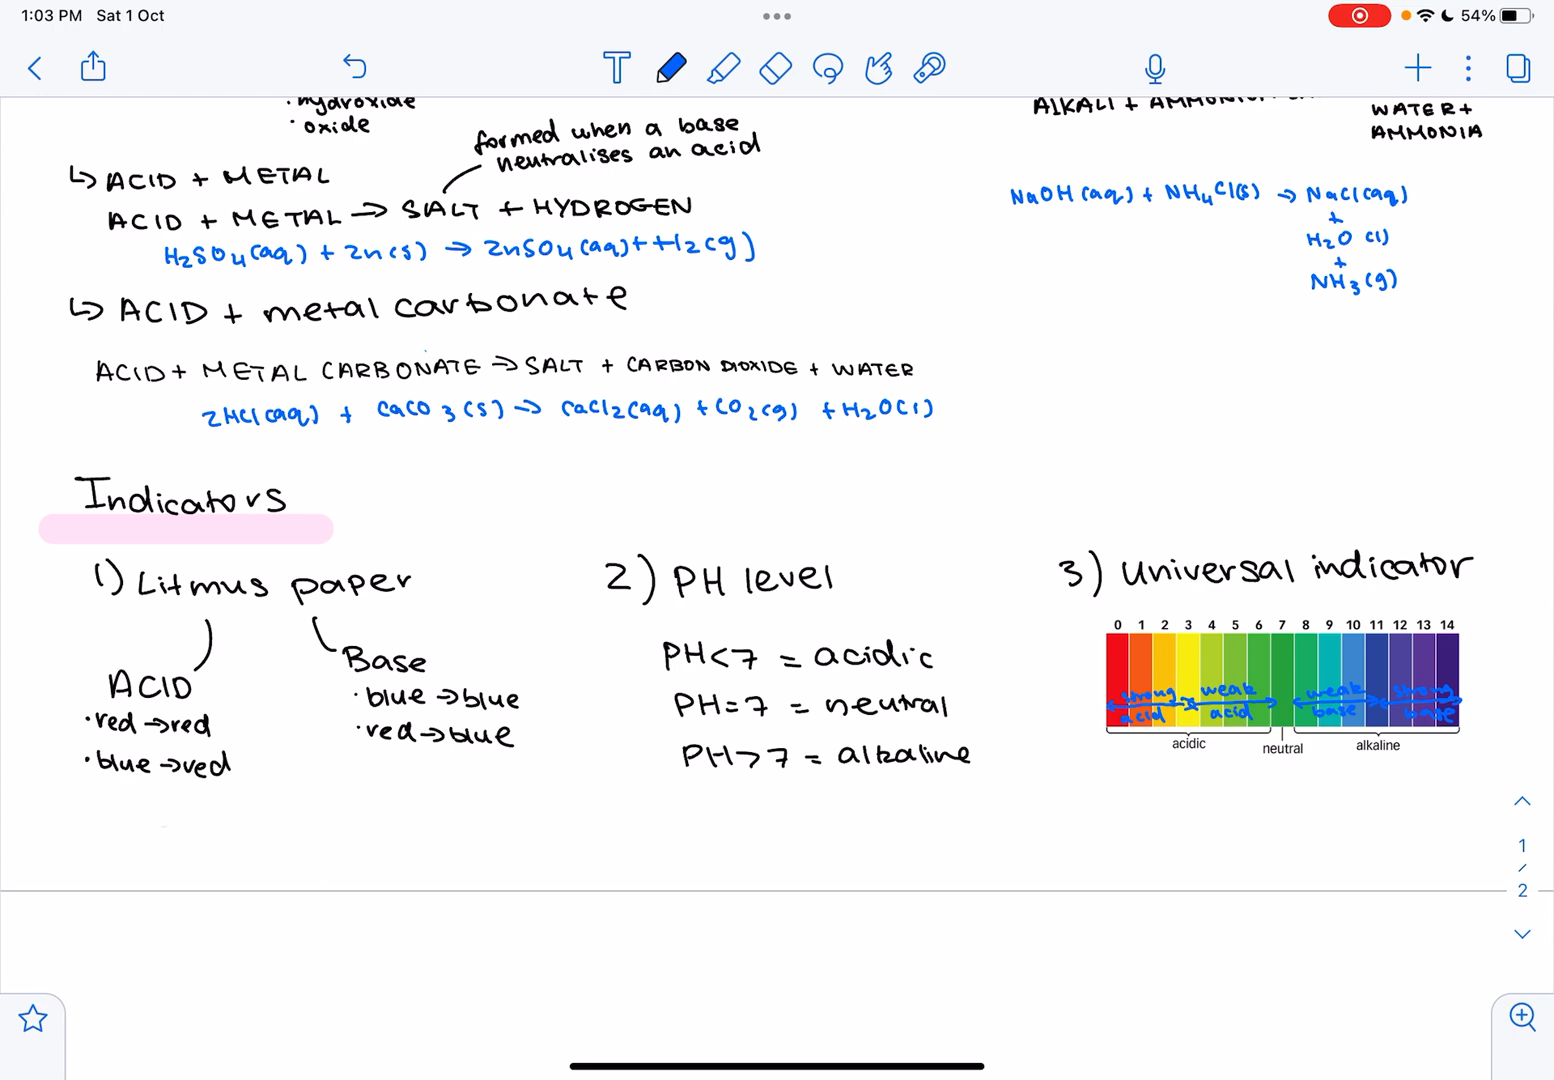 1:03 PM Sat 1 Oct
54%
· hydroxide
· oxide
formed when a base
neutralises an acid
↳ ACID + METAL
ACID + METAL → SALT + HYDROGEN
H2SO4(aq) + Zn(s) → ZnSO4(aq) + H2(g)
↳ ACID + metal carbonate
ACID + METAL CARBONATE → SALT + CARBON DIOXIDE + WATER
2HCl(aq) + CaCO3(s) → CaCl2(aq) + CO2(g) + H2O(l)
ALKALI + AMMONIUM
WATER +
AMMONIA
NaOH(aq) + NH4Cl(s) → NaCl(aq)
+
H2O (l)
+
NH3(g)
Indicators
1) Litmus paper
ACID
· red → red
· blue → red
Base
· blue → blue
· red → blue
2) PH level
PH<7 = acidic
PH=7 = neutral
PH>7 = alkaline
3) universal indicator
0 1 2 3 4 5 6 7 8 9 10 11 12 13 14
strong acid
weak acid
weak base
strong base
acidic
neutral
alkaline
1
/
2